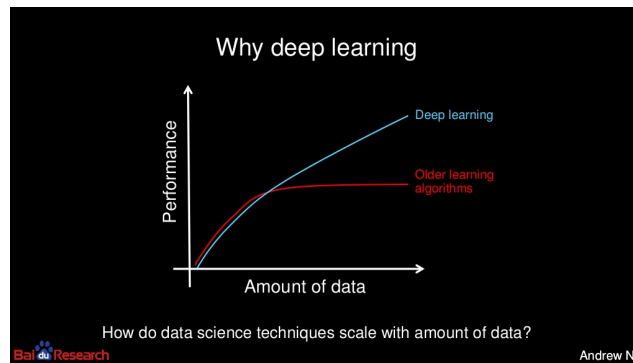 Why deep learning
Performance
Deep learning
Older learning
algorithms
Amount of data
How do data science techniques scale with amount of data?
Baidu Research
Andrew N